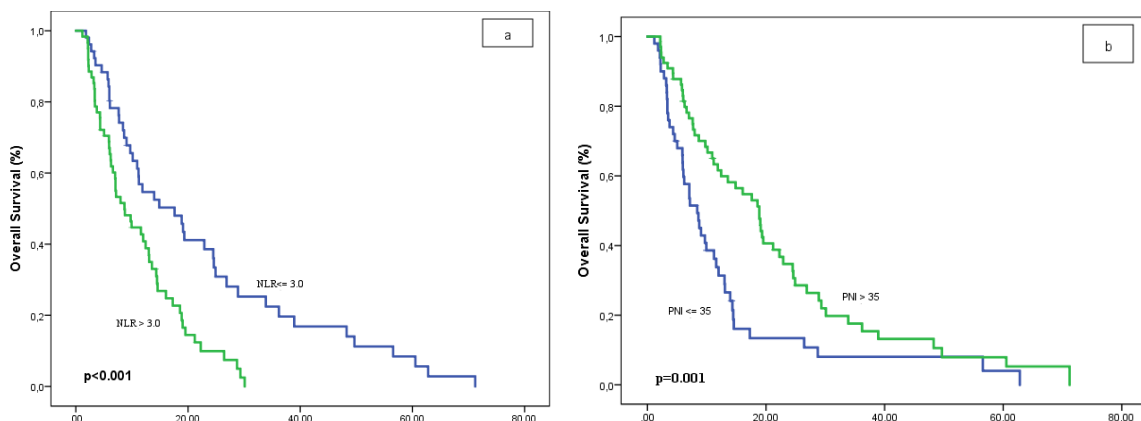 a
Overall Survival (%)
1,0
0,8
0,6
0,4
0,2
0,0
NLR<= 3.0
NLR > 3.0
p<0.001
.00 20.00 40.00 60.00 80.00
b
Overall Survival (%)
1,0
0,8
0,6
0,4
0,2
0,0
PNI > 35
PNI <= 35
p=0.001
.00 20.00 40.00 60.00 80.00